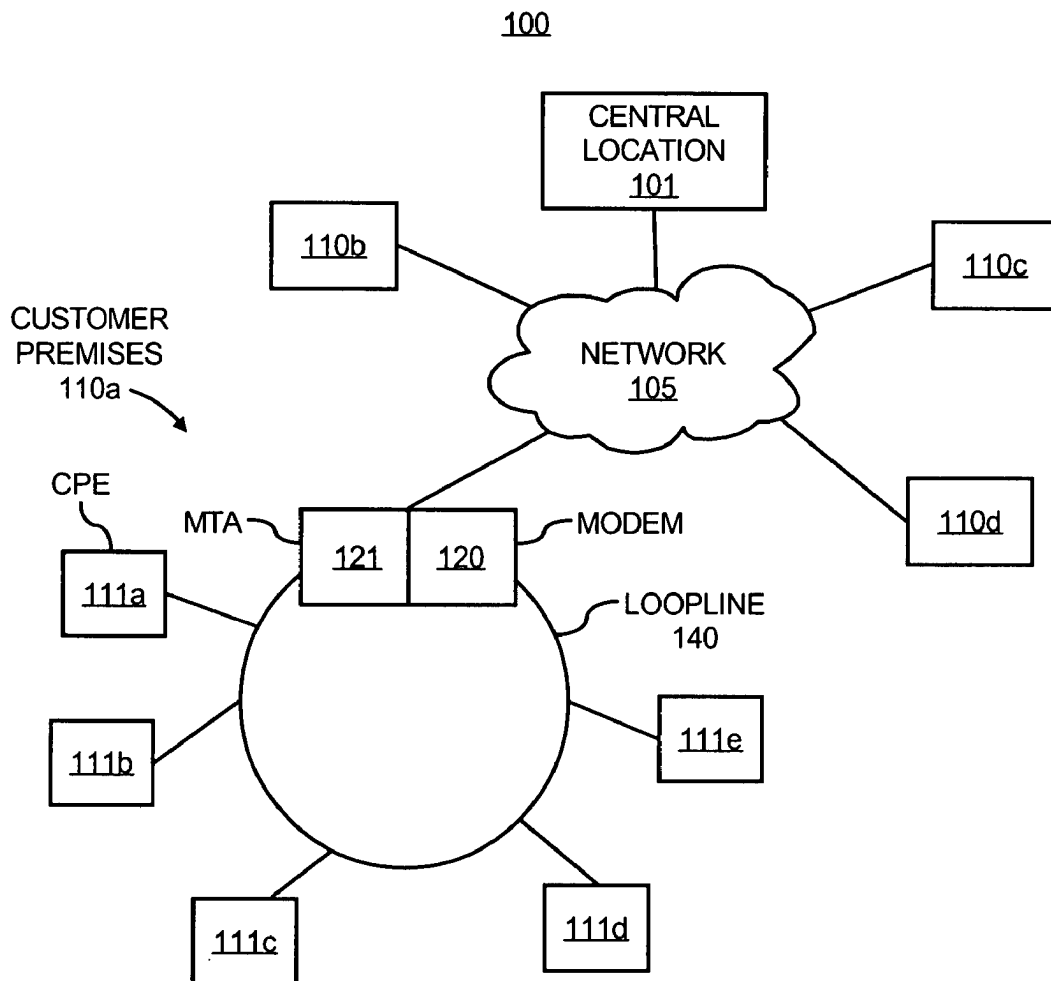 100
CENTRAL
LOCATION
101
110b
110c
CUSTOMER
PREMISES
110a
NETWORK
105
CPE
MTA
MODEM
110d
121
120
111a
LOOPLINE
140
111b
111e
111c
111d